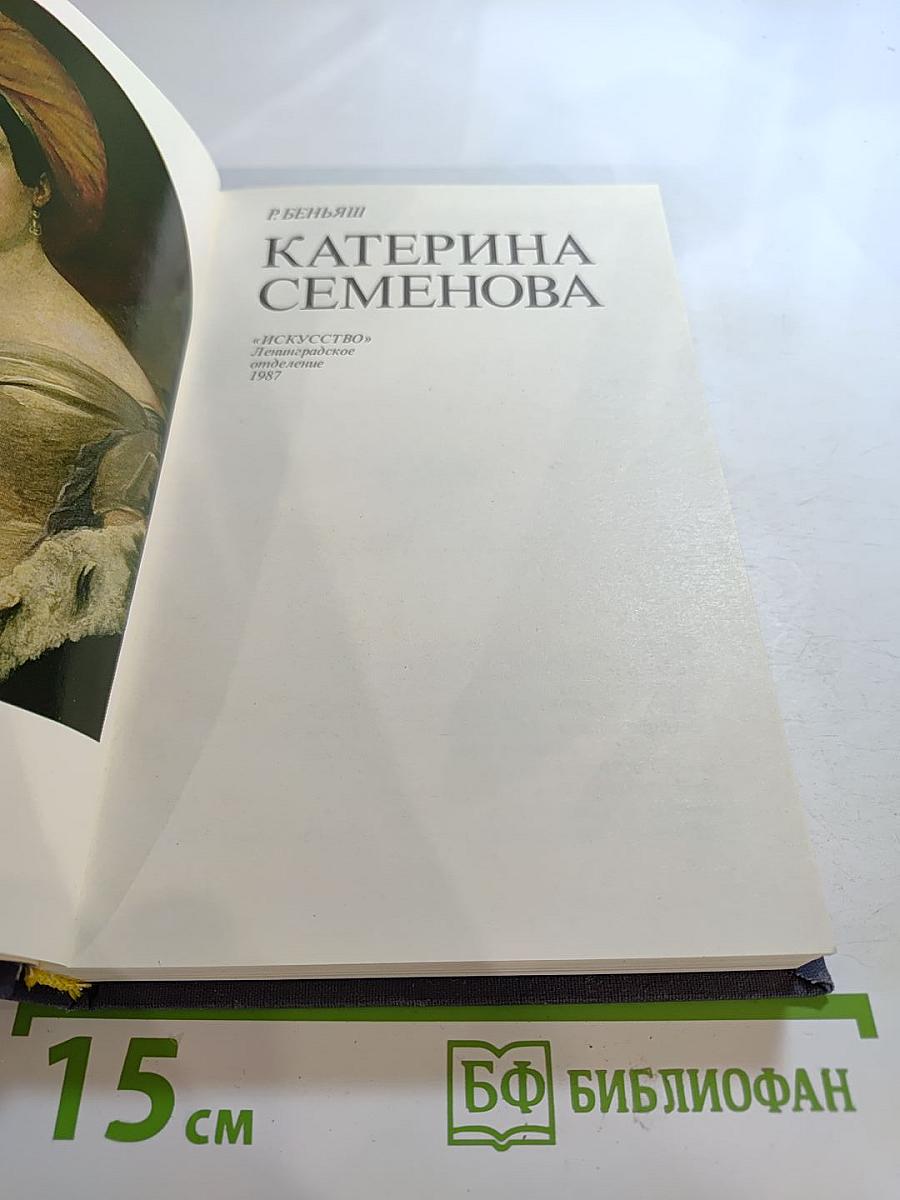 Р. БЕНЬЯШ
КАТЕРИНА
СЕМЕНОВА
«ИСКУССТВО»
Ленинградское
отделение
1987
15 см
БФ БИБЛИОФАН